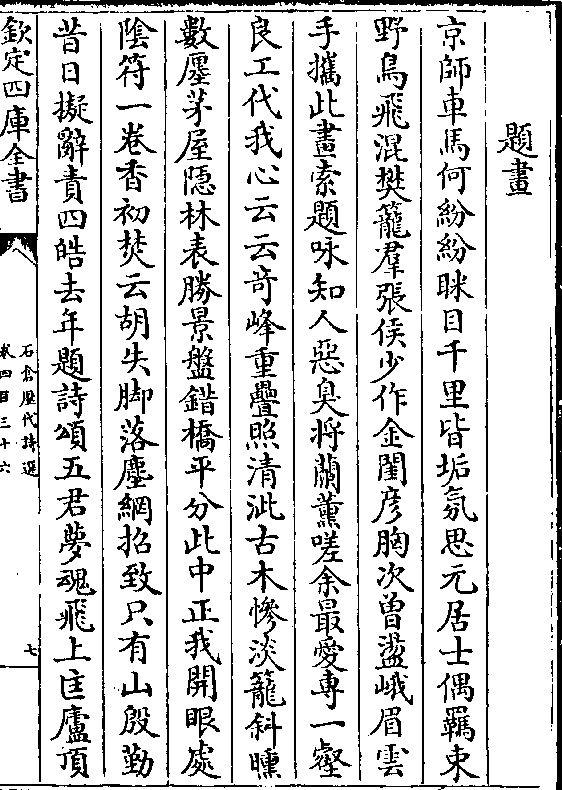 題畫
京師車馬何紛紛眯目千里皆垢氛思元居士偶羈束
野鳥飛混樊籠羣張侯少作金閨彦胸次曾盪峨眉雲
手攜此畫索題咏知人惡臭將蘭薰嗟余最愛專一壑
良工代我心云云奇峰重疊照清泚古木慘淡籠斜曛
數廛茅屋隠林表勝景盤錯橋平分此中正我開眼處
陰符一卷香初焚云胡失脚落塵網招致只有山殷勤
昔日擬辭責四皓去年題詩頌五君夢魂飛上匡廬頂
欽定四庫全書
石倉歷代詩選
卷四百三十六
七